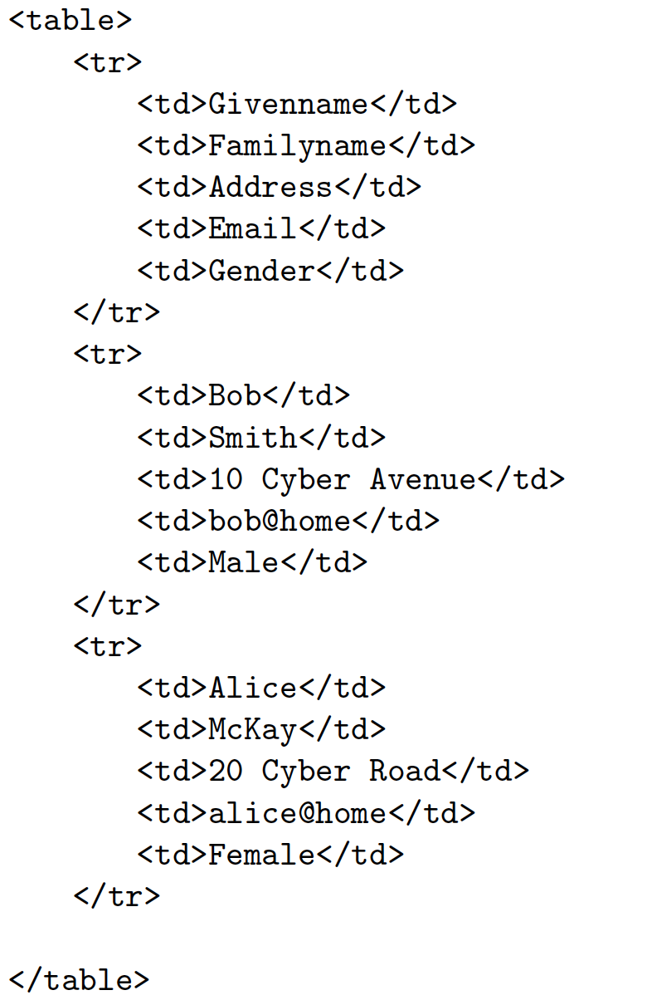 <table>
    <tr>
        <td>Givenname</td>
        <td>Familyname</td>
        <td>Address</td>
        <td>Email</td>
        <td>Gender</td>
    </tr>
    <tr>
        <td>Bob</td>
        <td>Smith</td>
        <td>10 Cyber Avenue</td>
        <td>bob@home</td>
        <td>Male</td>
    </tr>
    <tr>
        <td>Alice</td>
        <td>McKay</td>
        <td>20 Cyber Road</td>
        <td>alice@home</td>
        <td>Female</td>
    </tr>

</table>